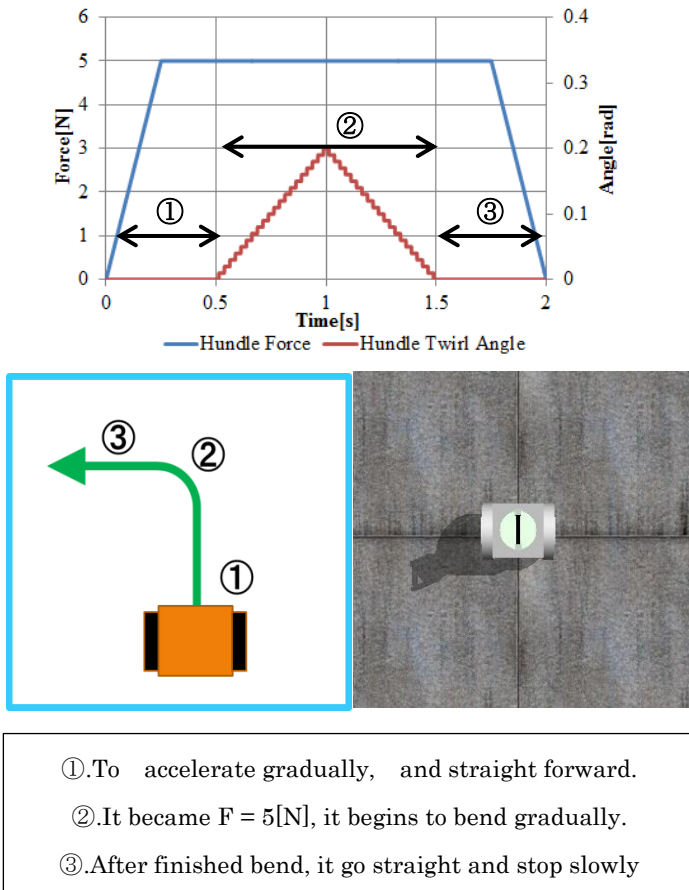 6
5
4
3
2
1
0
Force[N]
0.4
0.3
0.2
0.1
0
Angle[rad]
①
②
③
0
0.5
1
1.5
2
Time[s]
Hundle Force
Hundle Twirl Angle
③
②
①
①.To accelerate gradually, and straight forward.
②.It became F = 5[N], it begins to bend gradually.
③.After finished bend, it go straight and stop slowly